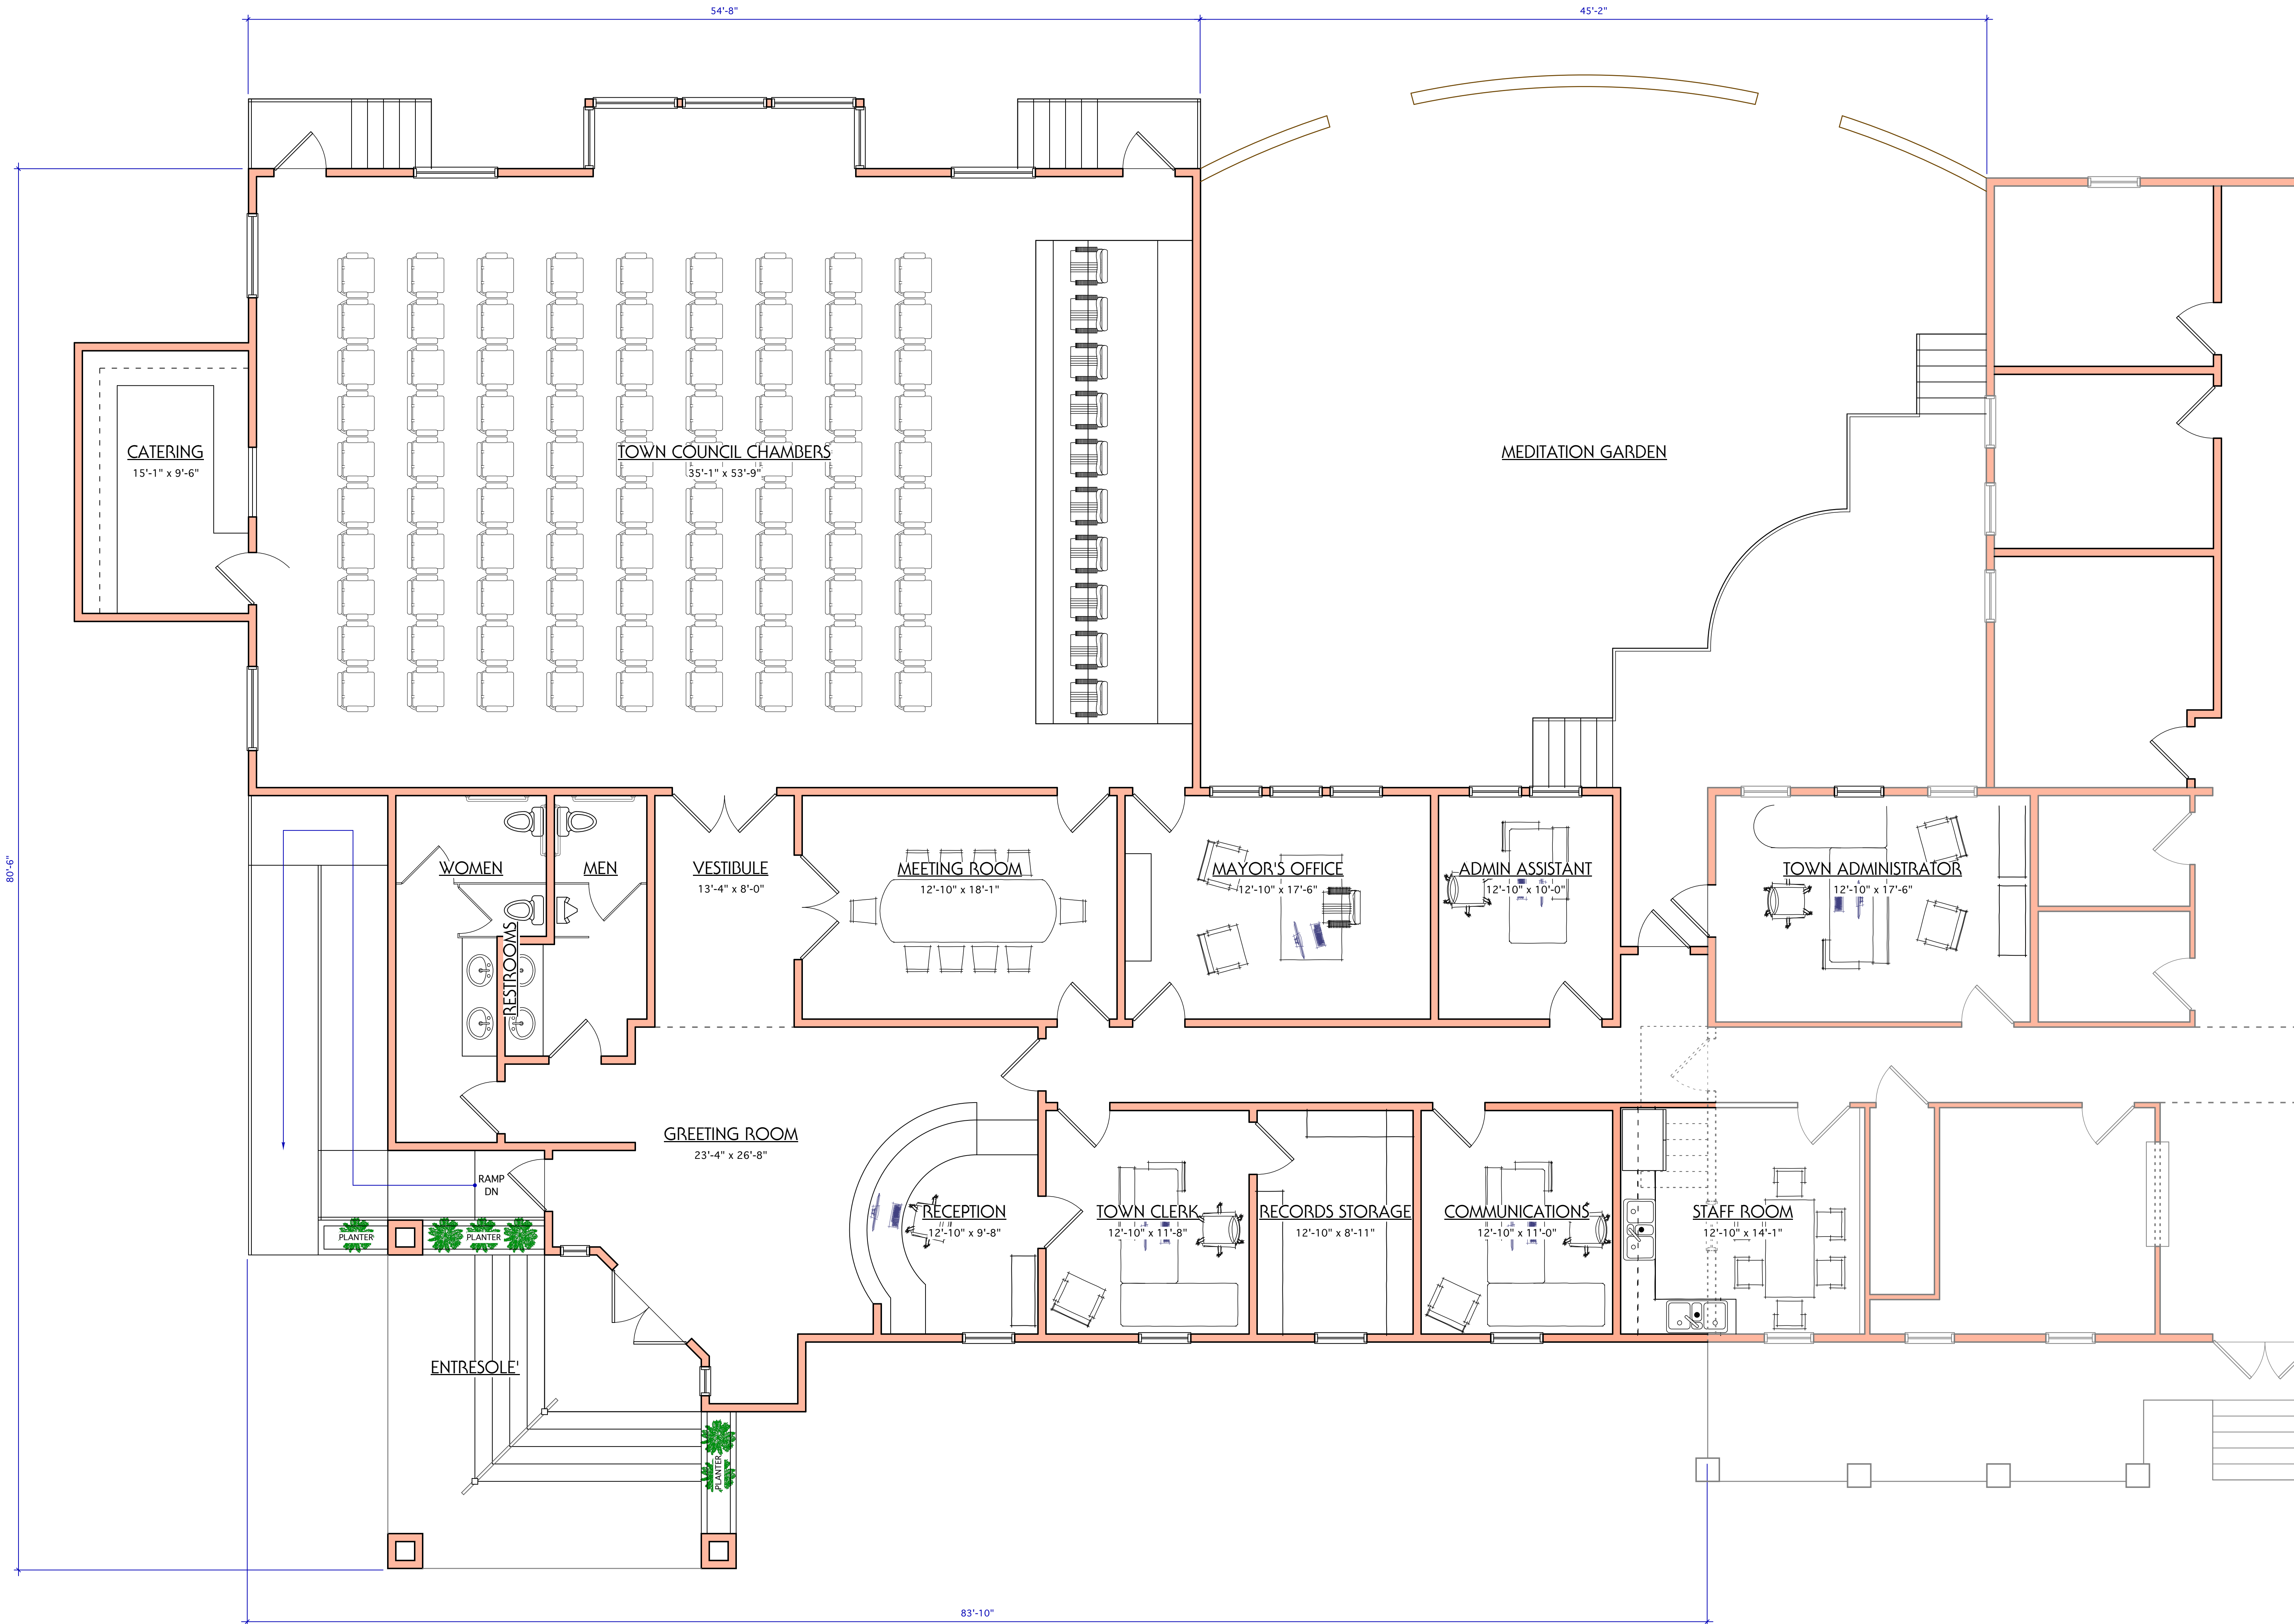 54'-8"
45'-2"
CATERING
15'-1" x 9'-6"
TOWN COUNCIL CHAMBERS
35'-1" x 53'-9"
MEDITATION GARDEN
80'-6"
WOMEN
MEN
RESTROOMS
VESTIBULE
13'-4" x 8'-0"
MEETING ROOM
12'-10" x 18'-1"
MAYOR'S OFFICE
12'-10" x 17'-6"
ADMIN ASSISTANT
12'-10" x 10'-0"
TOWN ADMINISTRATOR
12'-10" x 17'-6"
GREETING ROOM
23'-4" x 26'-8"
RAMP
DN
PLANTER
PLANTER
RECEPTION
12'-10" x 9'-8"
TOWN CLERK
12'-10" x 11'-8"
RECORDS STORAGE
12'-10" x 8'-11"
COMMUNICATIONS
12'-10" x 11'-0"
STAFF ROOM
12'-10" x 14'-1"
ENTRESOLE'
PLANTER
83'-10"